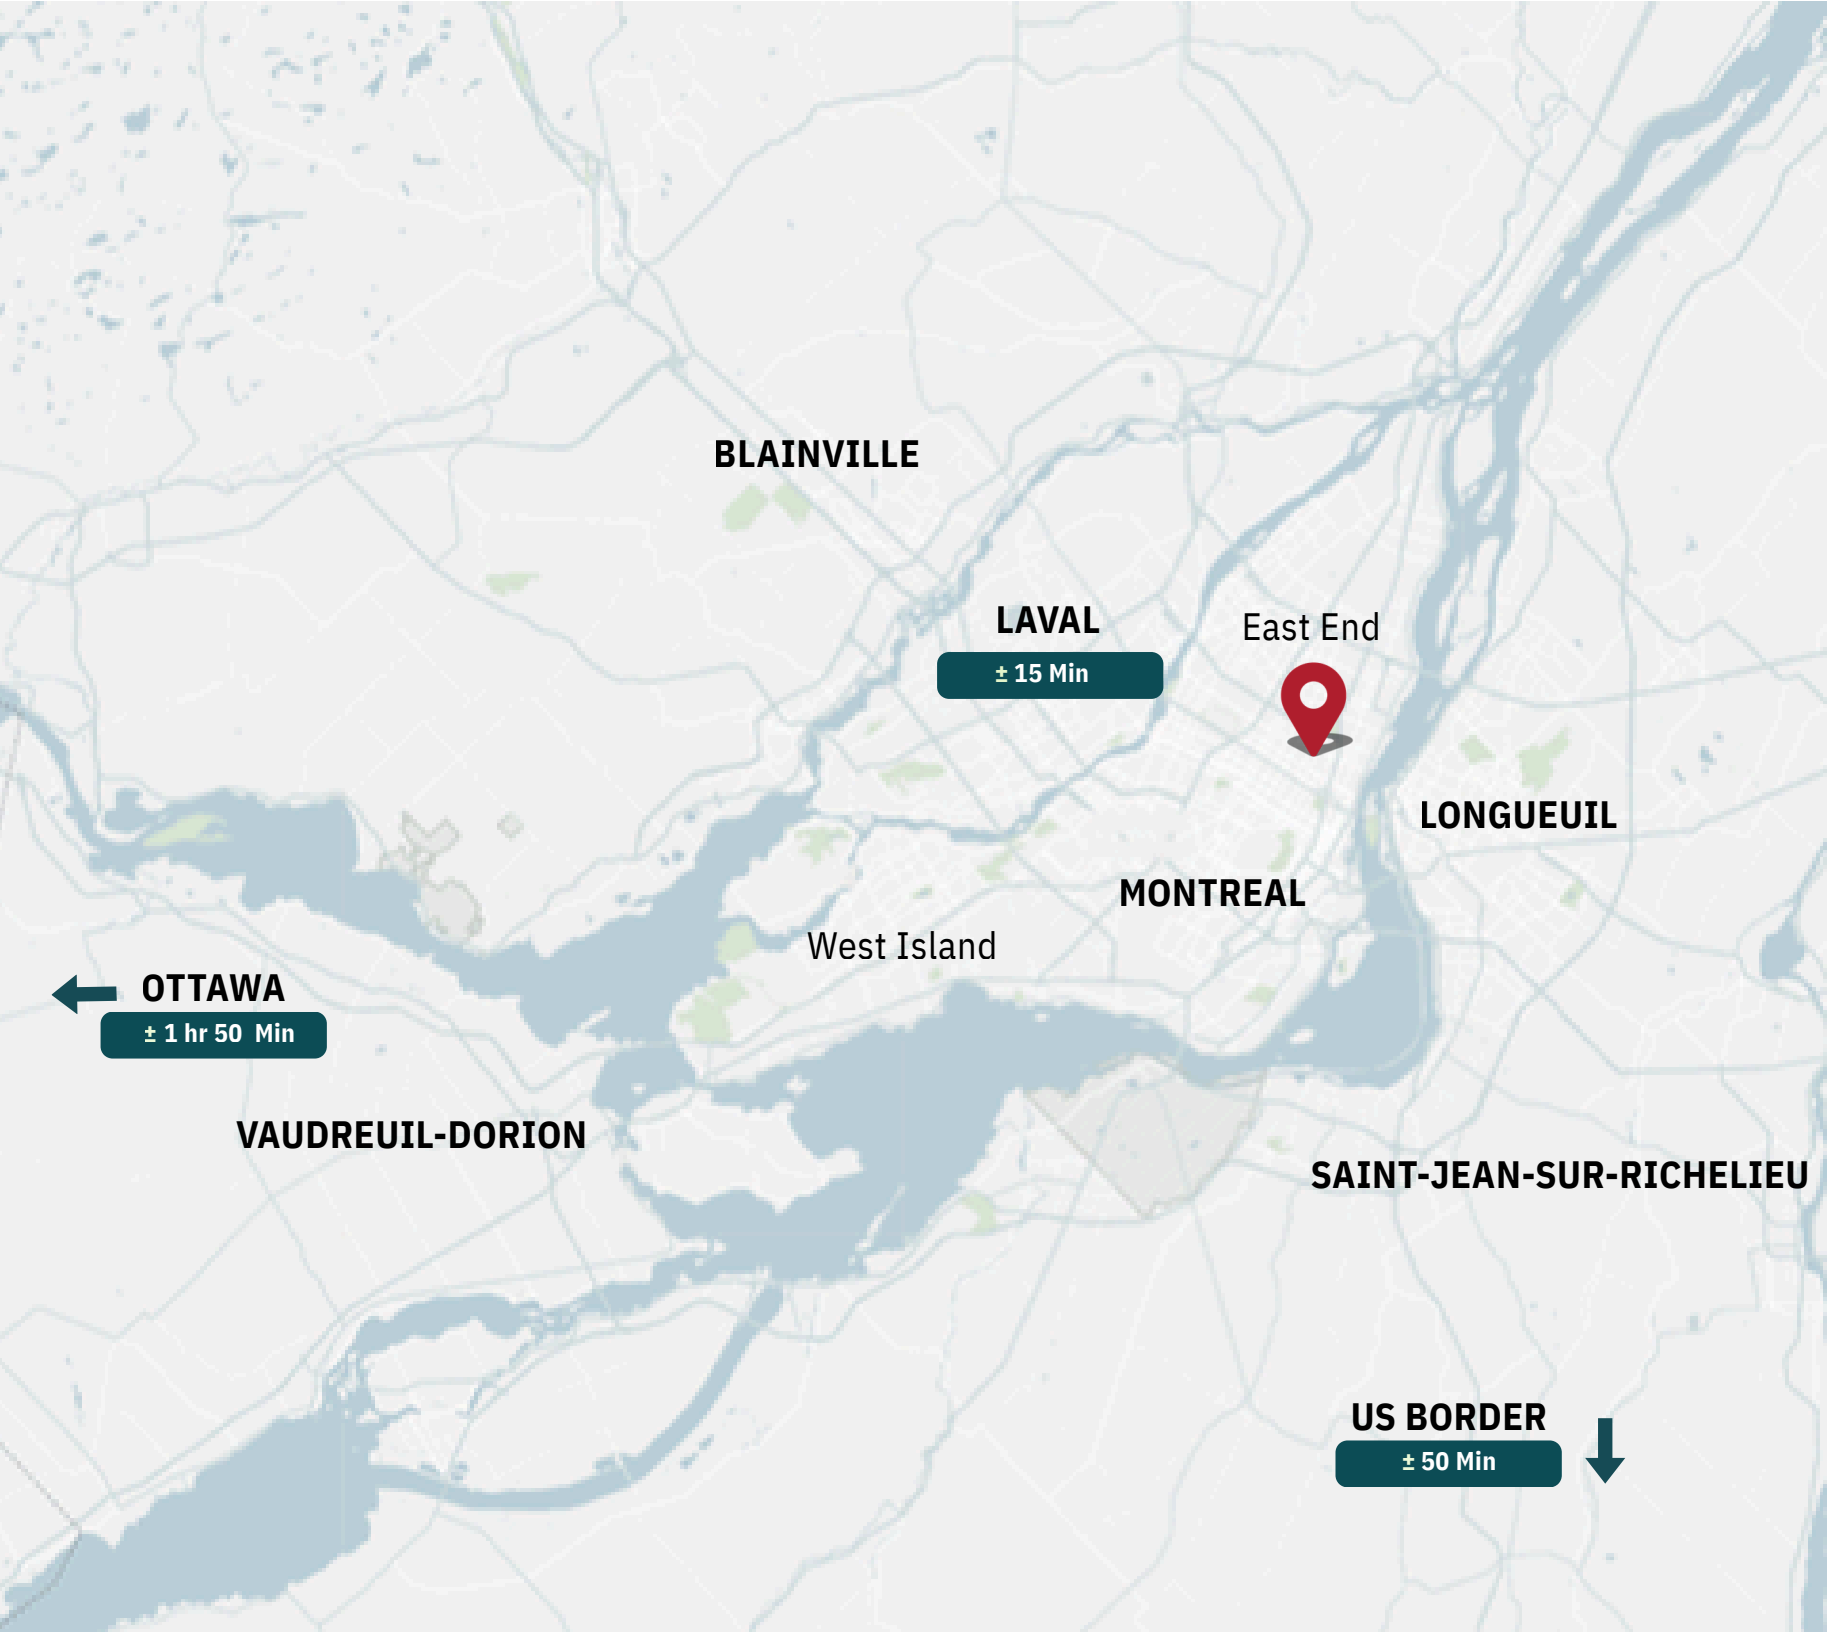 BLAINVILLE
LAVAL
± 15 Min
East End
LONGUEUIL
MONTREAL
West Island
OTTAWA
± 1 hr 50 Min
VAUDREUIL-DORION
SAINT-JEAN-SUR-RICHELIEU
US BORDER
± 50 Min